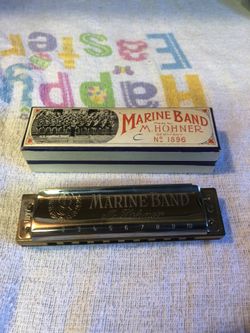 Happy
Easter
MARINE BAND
M. HOHNER
C
No 1896
MARINE BAND
M. Hohner
1 2 3 4 5 6 7 8 9 10